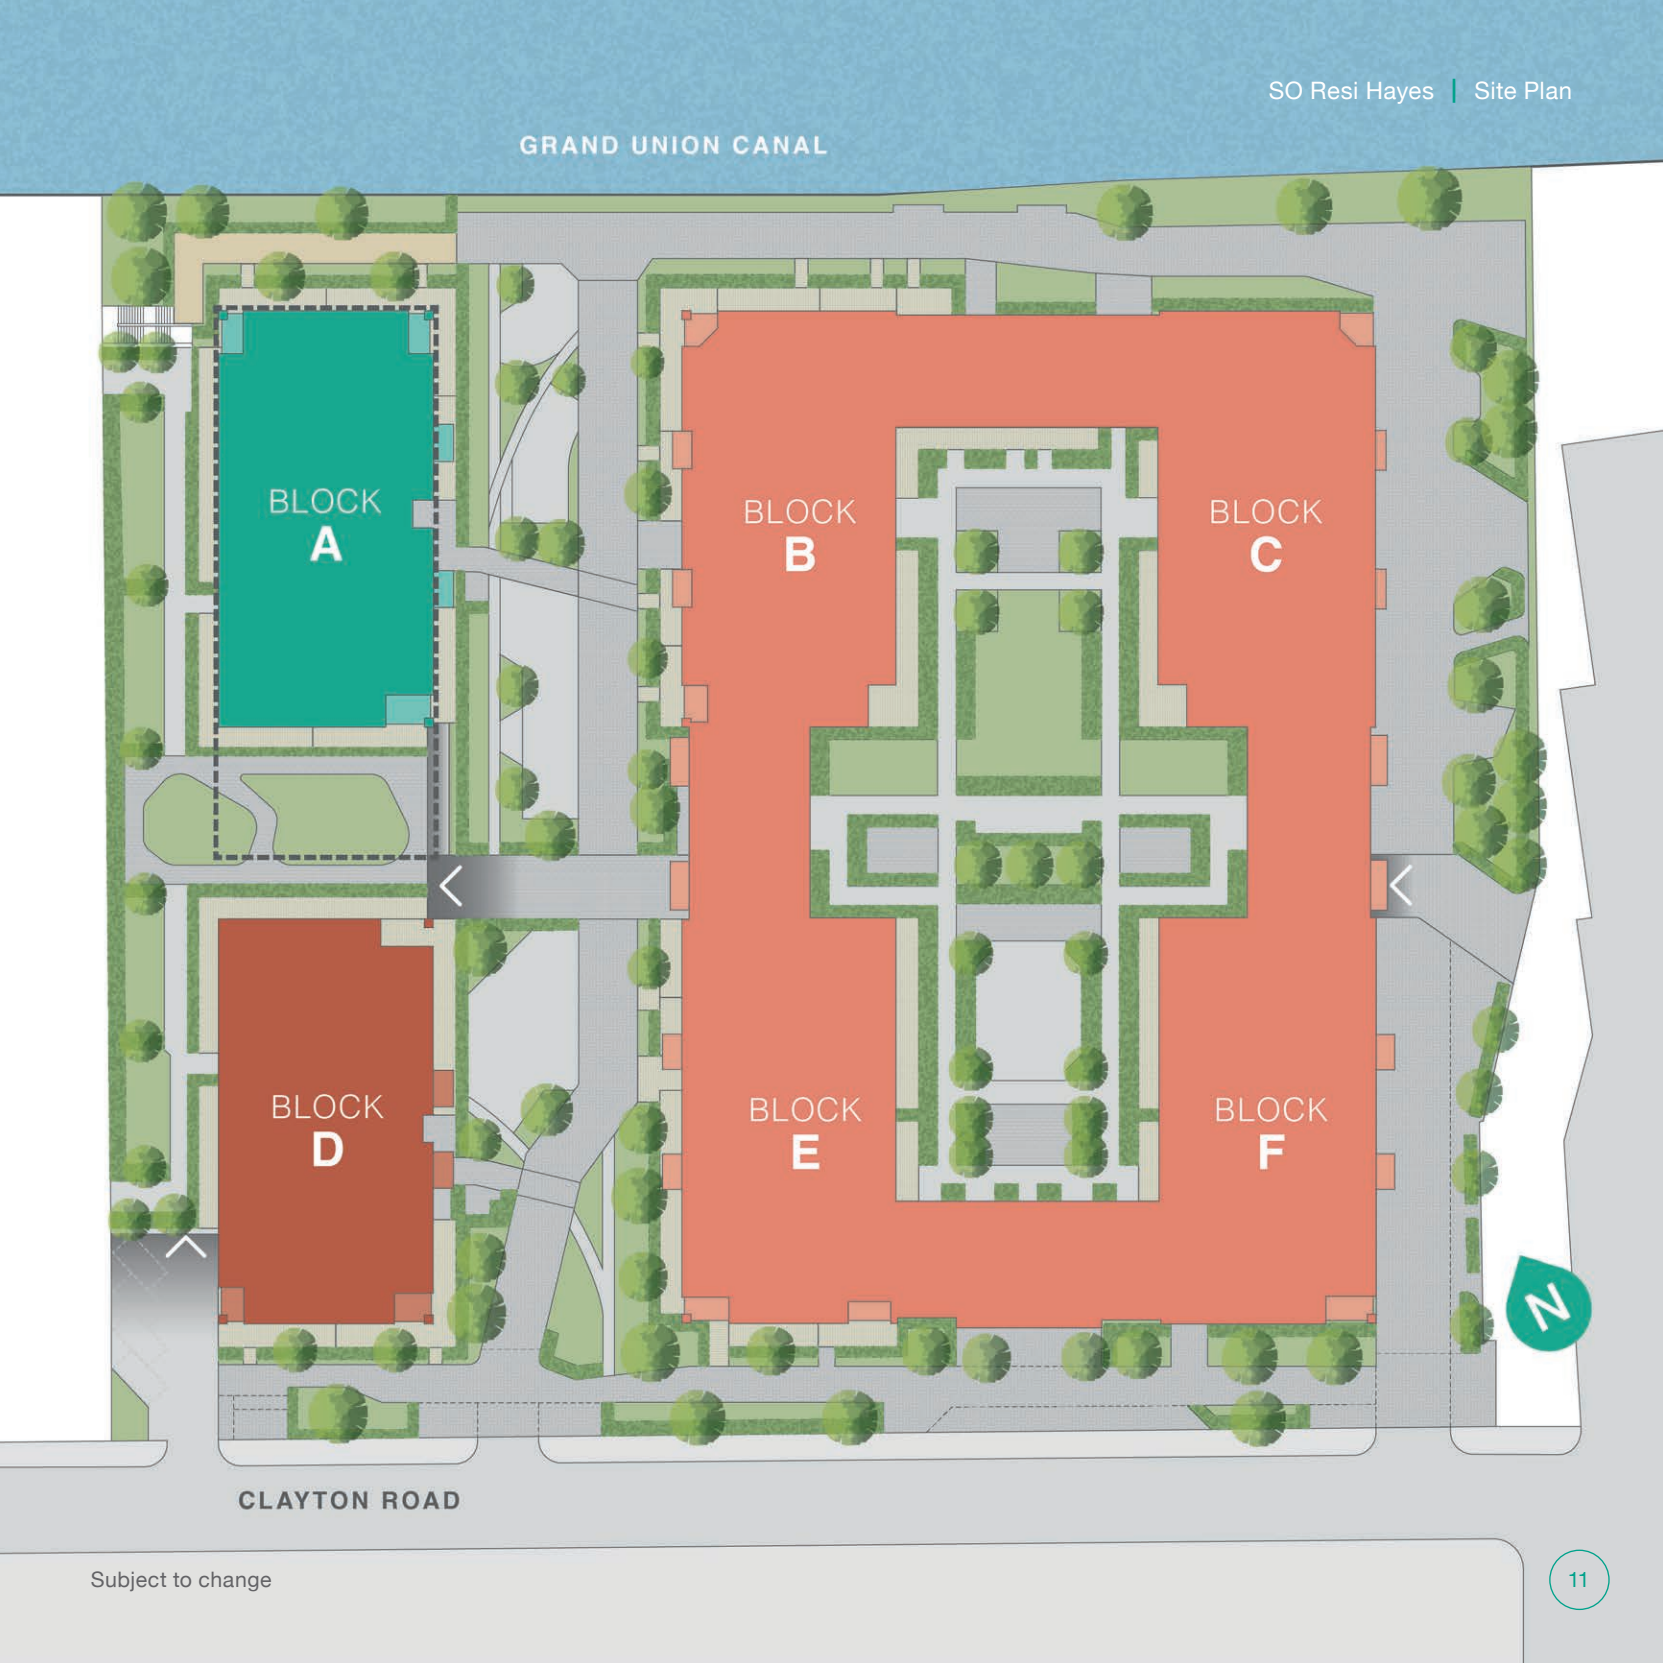 SO Resi Hayes | Site Plan
GRAND UNION CANAL
BLOCK
A
BLOCK
B
BLOCK
C
BLOCK
D
BLOCK
E
BLOCK
F
N
CLAYTON ROAD
Subject to change
11